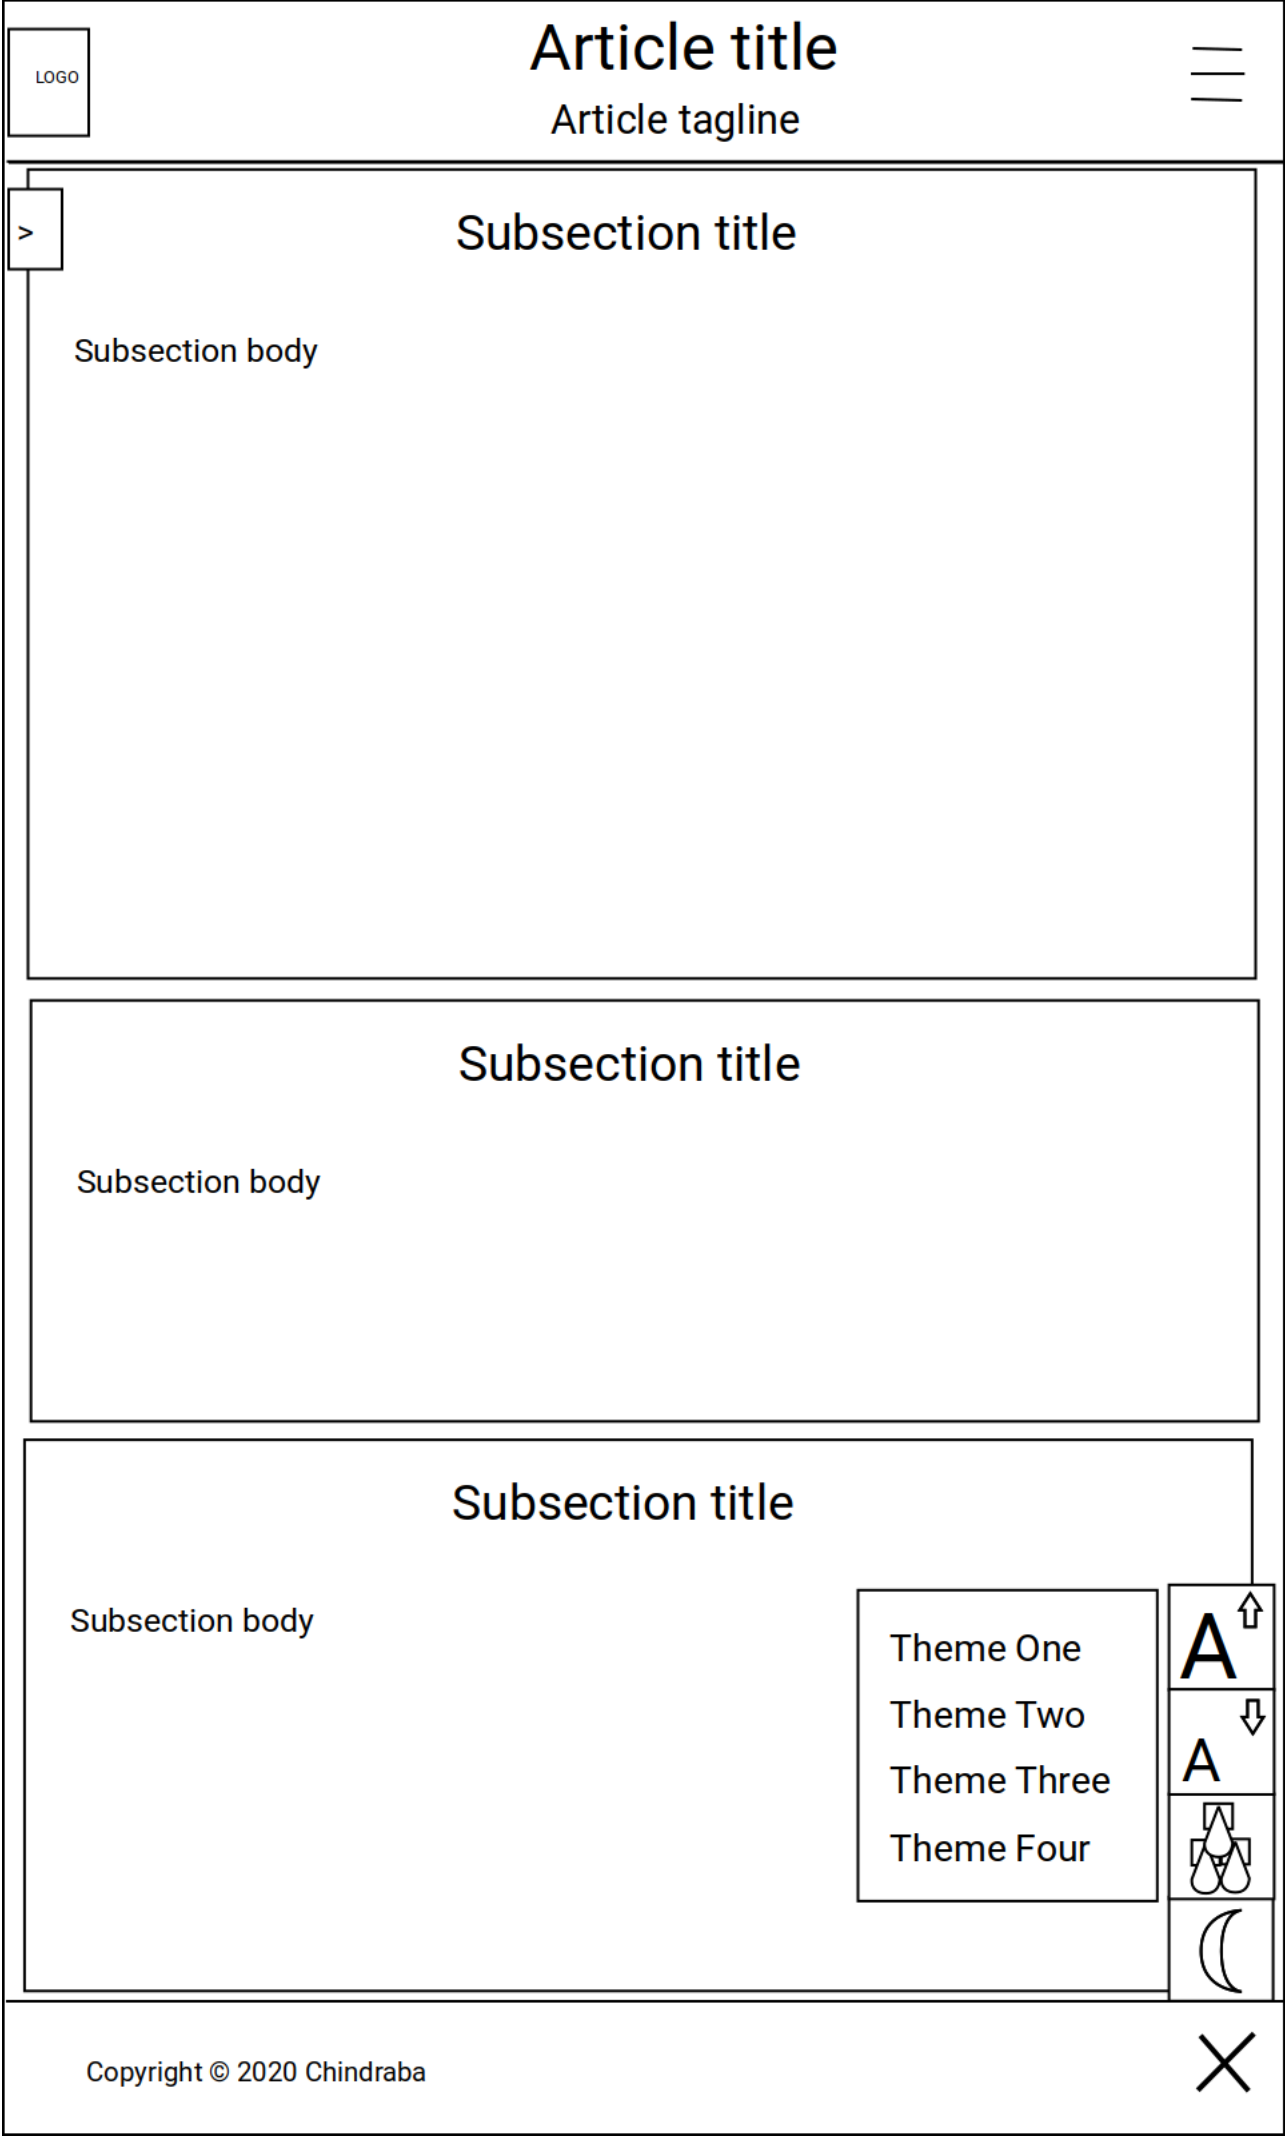 LOGO
Article title
Article tagline
>
Subsection title
Subsection body
Subsection title
Subsection body
Subsection title
Subsection body
Theme One
Theme Two
Theme Three
Theme Four
A
A
Copyright © 2020 Chindraba